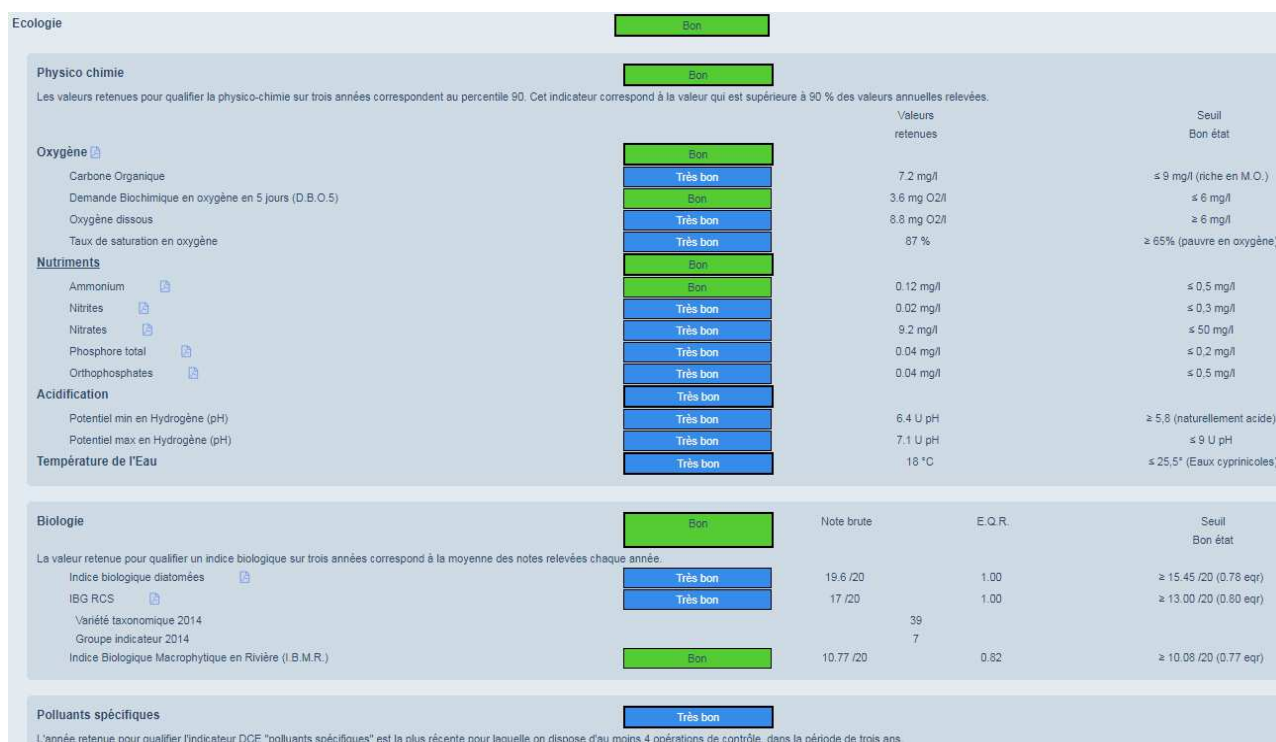 Ecologie Bon
Physico chimie Bon
Les valeurs retenues pour qualifier la physico-chimie sur trois années correspondent au percentile 90. Cet indicateur correspond à la valeur qui est supérieure à 90 % des valeurs annuelles relevées.
Valeurs retenues Seuil Bon état
Oxygène Bon
Carbone Organique Très bon 7.2 mg/l ≤ 9 mg/l (riche en M.O.)
Demande Biochimique en oxygène en 5 jours (D.B.O.5) Bon 3.6 mg O2/l ≤ 6 mg/l
Oxygène dissous Très bon 8.8 mg O2/l ≥ 6 mg/l
Taux de saturation en oxygène Très bon 87 % ≥ 65% (pauvre en oxygène)
Nutriments Bon
Ammonium Bon 0.12 mg/l ≤ 0,5 mg/l
Nitrites Très bon 0.02 mg/l ≤ 0,3 mg/l
Nitrates Très bon 9.2 mg/l ≤ 50 mg/l
Phosphore total Très bon 0.04 mg/l ≤ 0,2 mg/l
Orthophosphates Très bon 0.04 mg/l ≤ 0,5 mg/l
Acidification Très bon
Potentiel min en Hydrogène (pH) Très bon 6.4 U pH ≥ 5,8 (naturellement acide)
Potentiel max en Hydrogène (pH) Très bon 7.1 U pH ≤ 9 U pH
Température de l'Eau Très bon 18 °C ≤ 25,5° (Eaux cyprinicoles)
Biologie Bon Note brute E.Q.R. Seuil Bon état
La valeur retenue pour qualifier un indice biologique sur trois années correspond à la moyenne des notes relevées chaque année.
Indice biologique diatomées Très bon 19.6 /20 1.00 ≥ 15.45 /20 (0.78 eqr)
IBG RCS Très bon 17 /20 1.00 ≥ 13.00 /20 (0.80 eqr)
Variété taxonomique 2014 39
Groupe indicateur 2014 7
Indice Biologique Macrophytique en Rivière (I.B.M.R.) Bon 10.77 /20 0.82 ≥ 10.08 /20 (0.77 eqr)
Polluants spécifiques Très bon
L'année retenue pour qualifier l'indicateur DCE "polluants spécifiques" est la plus récente pour laquelle on dispose d'au moins 4 opérations de contrôle, dans la période de trois ans.